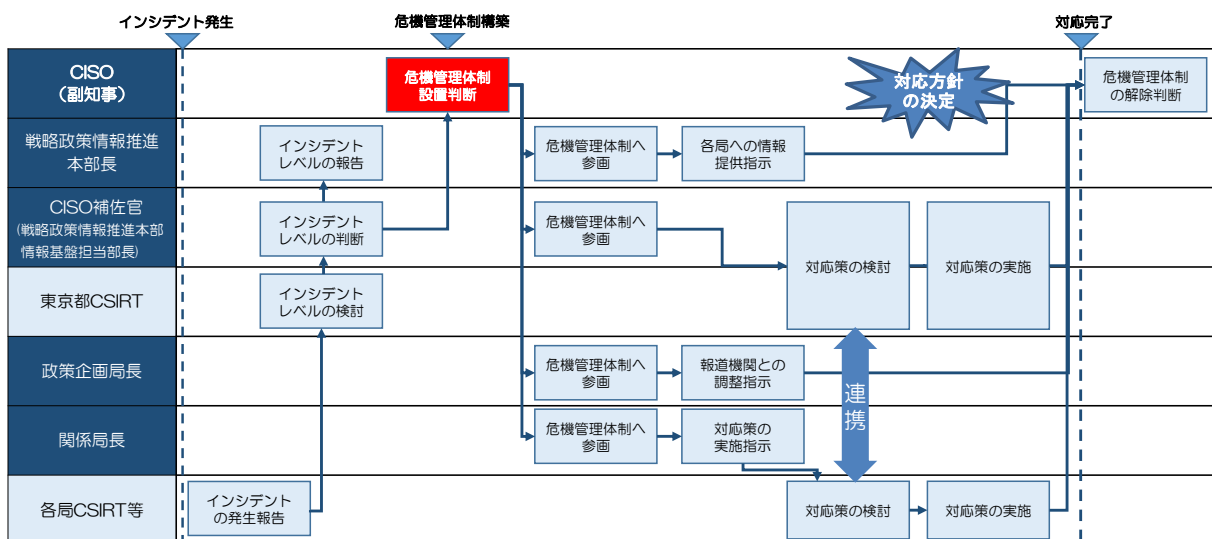 インシデント発生
危機管理体制構築
対応完了
CISO
（副知事）
危機管理体制
設置判断
対応方針
の決定
危機管理体制
の解除判断
戦略政策情報推進
本部長
インシデント
レベルの報告
危機管理体制へ
参画
各局への情報
提供指示
CISO補佐官
(戦略政策情報推進本部
情報基盤担当部長)
インシデント
レベルの判断
危機管理体制へ
参画
対応策の検討
対応策の実施
東京都CSIRT
インシデント
レベルの検討
政策企画局長
危機管理体制へ
参画
報道機関との
調整指示
連
携
関係局長
危機管理体制へ
参画
対応策の
実施指示
各局CSIRT等
インシデント
の発生報告
対応策の検討
対応策の実施